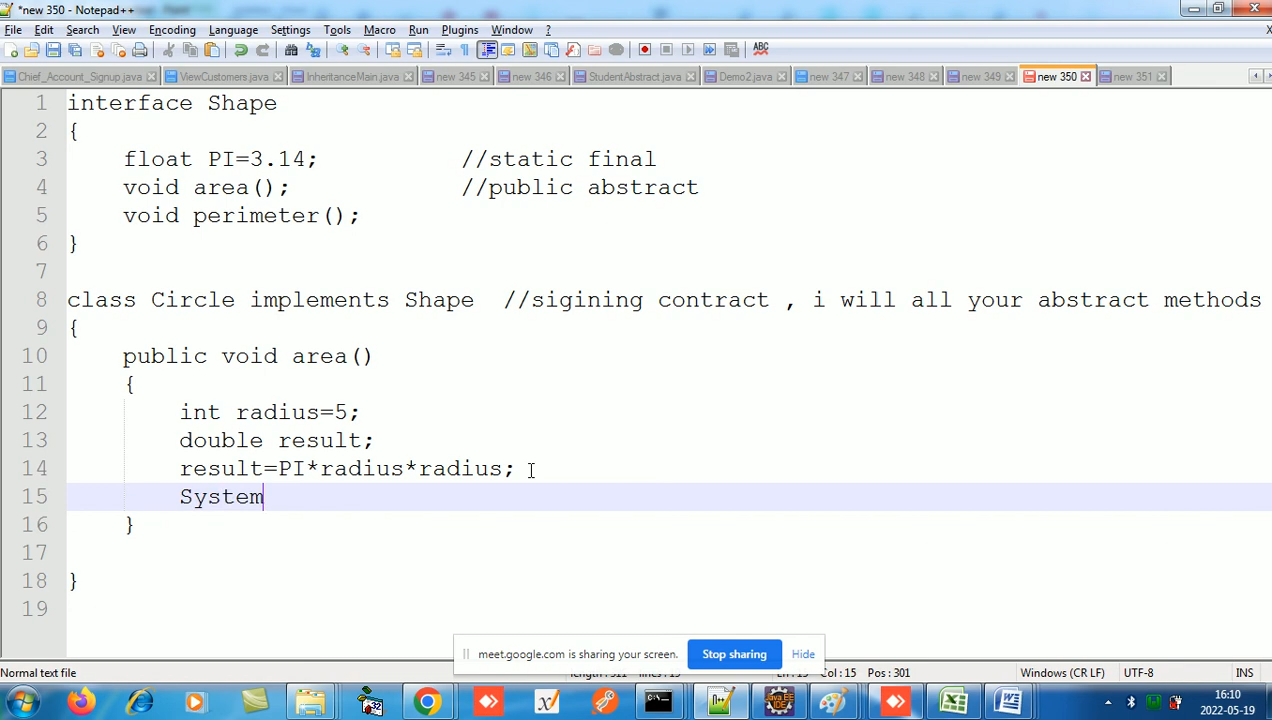 *new 350 - Notepad++
File Edit Search View Encoding Language Settings Tools Macro Run Plugins Window ?
Chief_Account_Signup.java ViewCustomers.java InheritanceMain.java new 345 new 346 StudentAbstract.java Demo2.java new 347 new 348 new 349 new 350 new 351
1 interface Shape
2 {
3 float PI=3.14; //static final
4 void area(); //public abstract
5 void perimeter();
6 }
7
8 class Circle implements Shape //sigining contract , i will all your abstract methods
9 {
10 public void area()
11 {
12 int radius=5;
13 double result;
14 result=PI*radius*radius;
15 System
16 }
17
18 }
19
meet.google.com is sharing your screen. Stop sharing Hide
Normal text file Col : 15 Pos : 301 Windows (CR LF) UTF-8 INS
16:10
2022-05-19